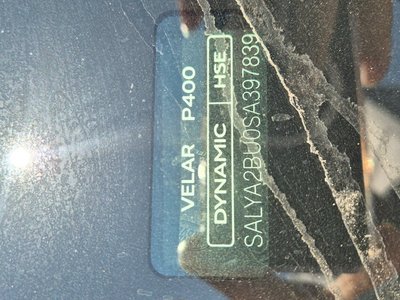 VELAR P400
DYNAMIC HSE
SALYA2BU0SA397839